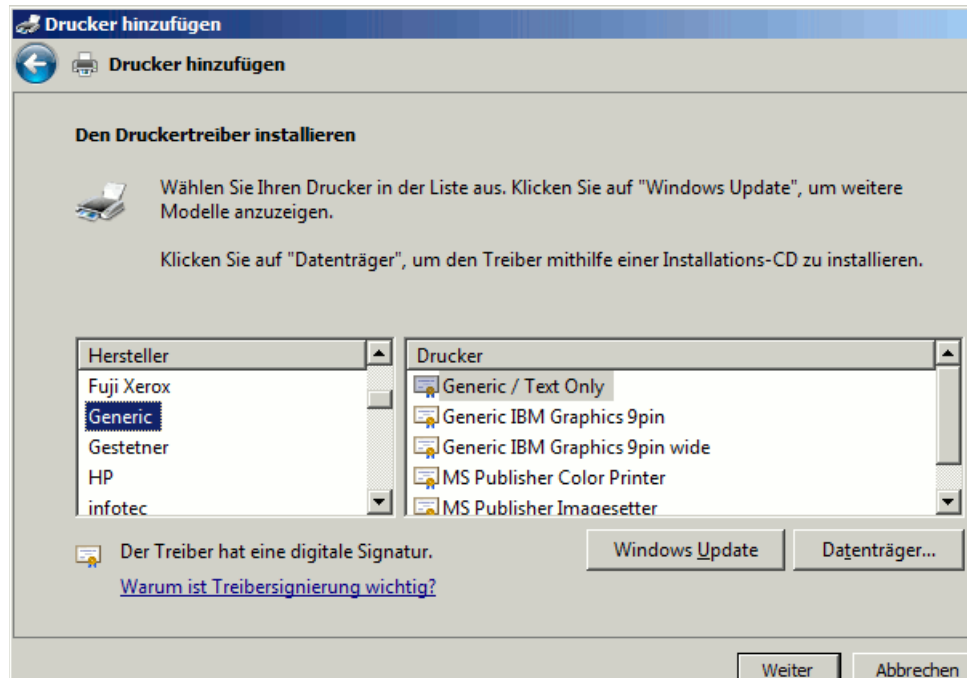 Drucker hinzufügen
Drucker hinzufügen
Den Druckertreiber installieren
Wählen Sie Ihren Drucker in der Liste aus. Klicken Sie auf "Windows Update", um weitere
Modelle anzuzeigen.
Klicken Sie auf "Datenträger", um den Treiber mithilfe einer Installations-CD zu installieren.
Hersteller
Fuji Xerox
Generic
Gestetner
HP
infotec
Drucker
Generic / Text Only
Generic IBM Graphics 9pin
Generic IBM Graphics 9pin wide
MS Publisher Color Printer
MS Publisher Imagesetter
Der Treiber hat eine digitale Signatur.
Warum ist Treibersignierung wichtig?
Windows Update
Datenträger...
Weiter
Abbrechen